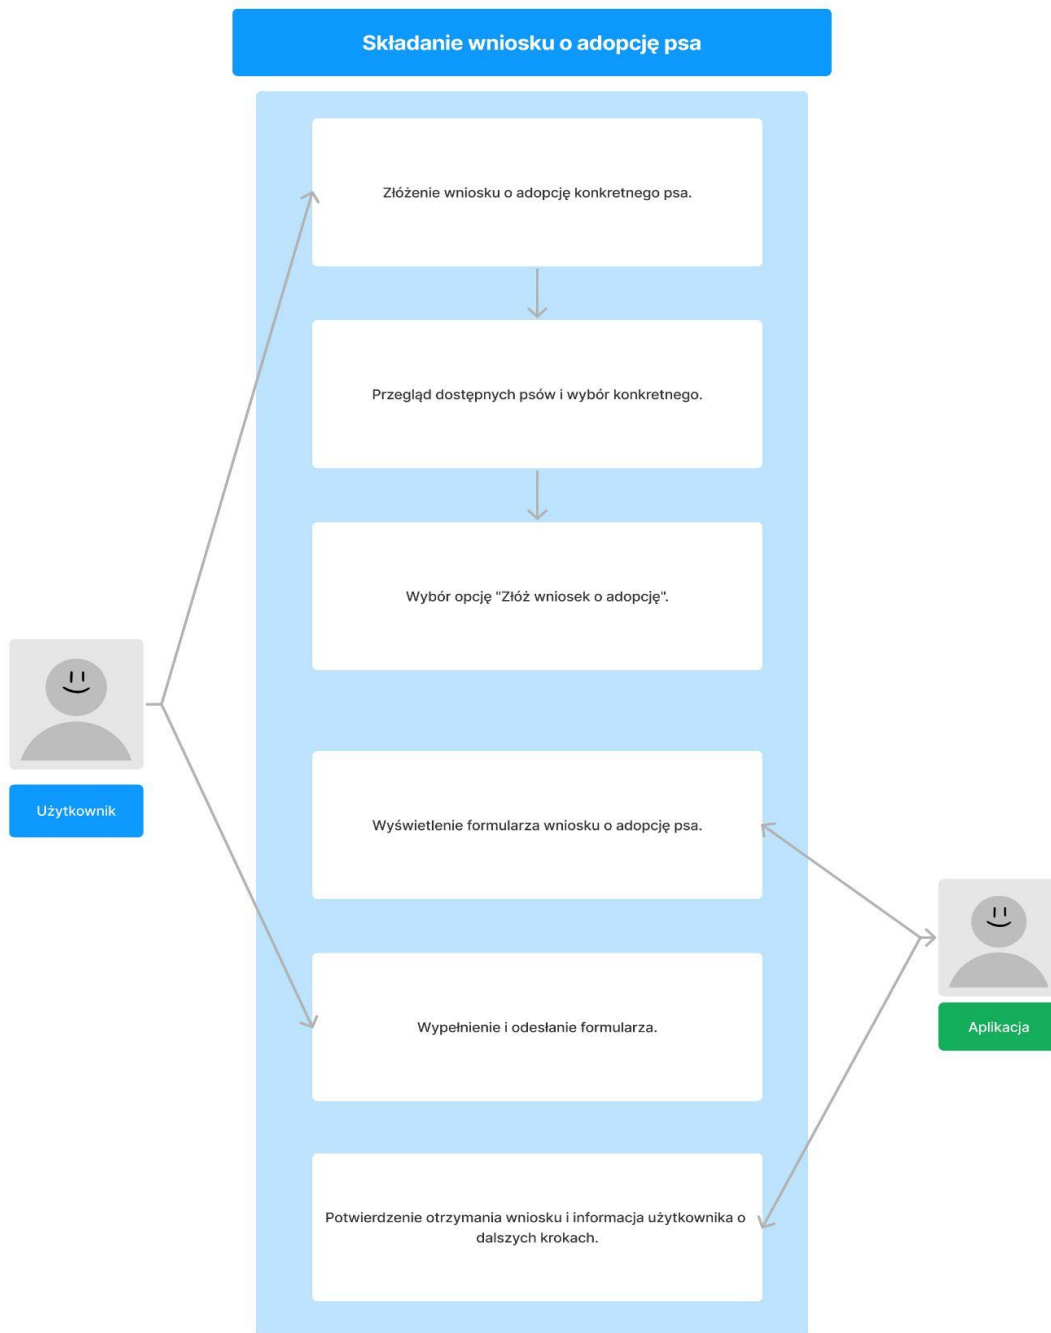 Składanie wniosku o adopcję psa
Złóżenie wniosku o adopcję konkretnego psa.
Przegląd dostępnych psów i wybór konkretnego.
Wybór opcję "Złóż wniosek o adopcję".
Użytkownik
Wyświetlenie formularza wniosku o adopcję psa.
Aplikacja
Wypełnienie i odesłanie formularza.
Potwierdzenie otrzymania wniosku i informacja użytkownika o
dalszych krokach.